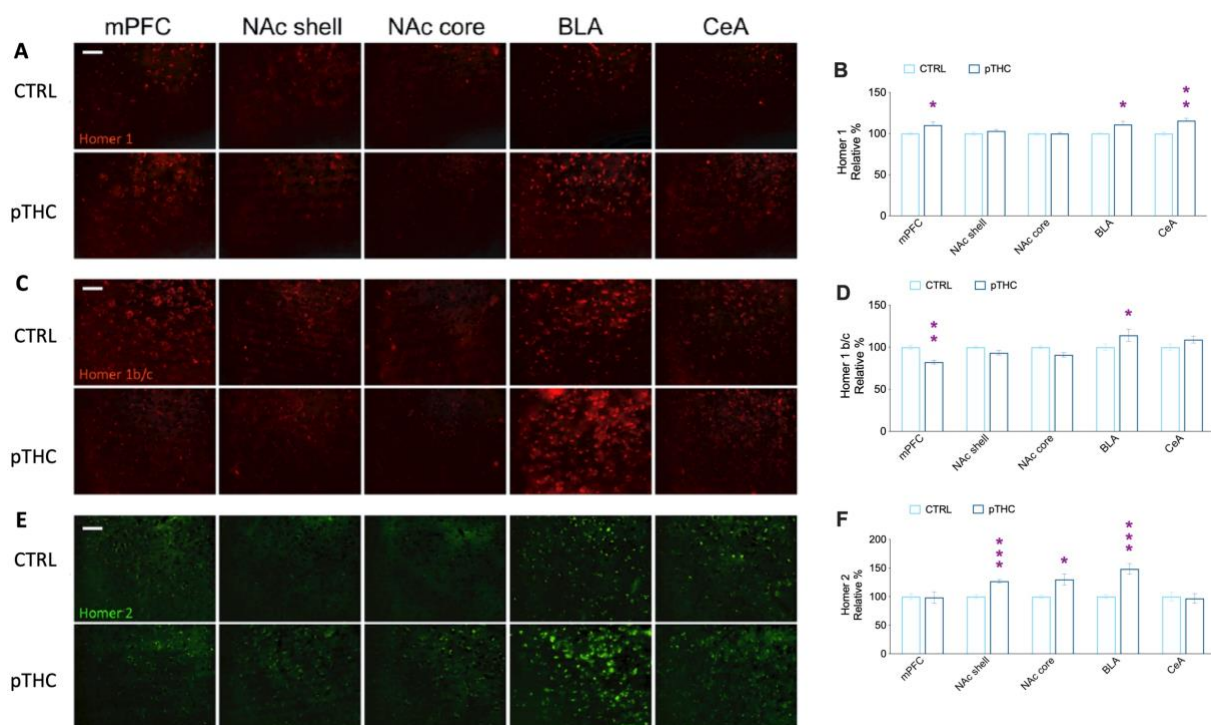 mPFC NAc shell NAc core BLA CeA
A
CTRL
Homer 1
pTHC
B
CTRL pTHC
Homer 1
Relative %
150
100
50
0
* * **
mPFC NAc shell NAc core BLA CeA
C
CTRL
Homer 1b/c
pTHC
D
CTRL pTHC
Homer 1 b/c
Relative %
150
100
50
0
** *
mPFC NAc shell NAc core BLA CeA
E
CTRL
Homer 2
pTHC
F
CTRL pTHC
Homer 2
Relative %
200
150
100
50
0
*** * ***
mPFC NAc shell NAc core BLA CeA